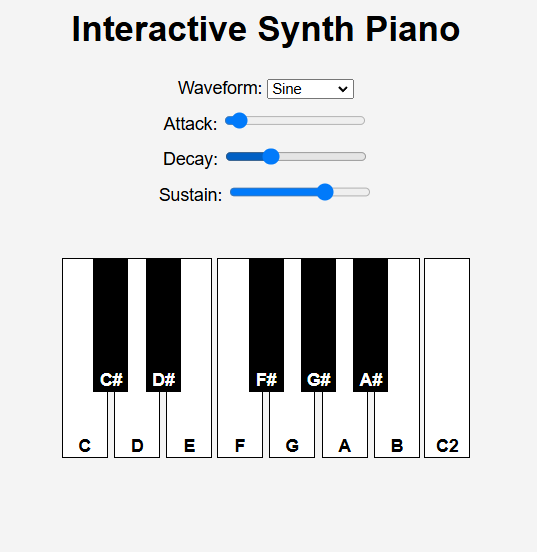 Interactive Synth Piano
Waveform: Sine
Attack:
Decay:
Sustain:
C# D# F# G# A#
C D E F G A B C2